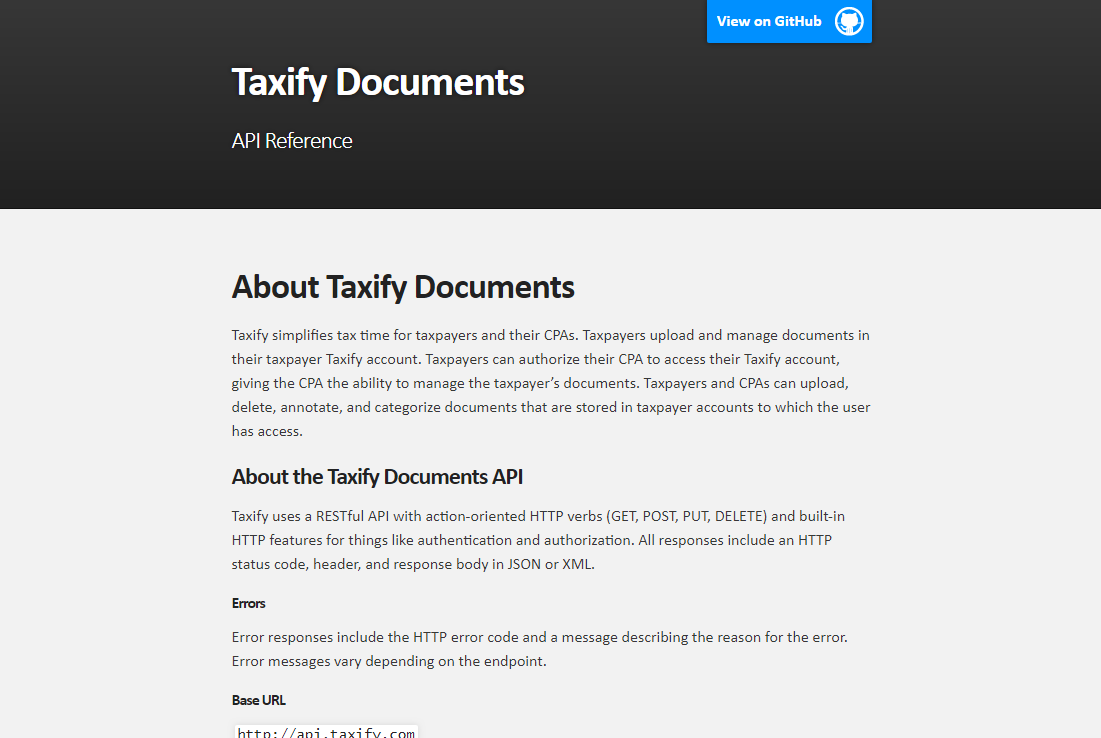 View on GitHub
Taxify Documents
API Reference
About Taxify Documents
Taxify simplifies tax time for taxpayers and their CPAs. Taxpayers upload and manage documents in
their taxpayer Taxify account. Taxpayers can authorize their CPA to access their Taxify account,
giving the CPA the ability to manage the taxpayer’s documents. Taxpayers and CPAs can upload,
delete, annotate, and categorize documents that are stored in taxpayer accounts to which the user
has access.
About the Taxify Documents API
Taxify uses a RESTful API with action-oriented HTTP verbs (GET, POST, PUT, DELETE) and built-in
HTTP features for things like authentication and authorization. All responses include an HTTP
status code, header, and response body in JSON or XML.
Errors
Error responses include the HTTP error code and a message describing the reason for the error.
Error messages vary depending on the endpoint.
Base URL
http://api.taxify.com